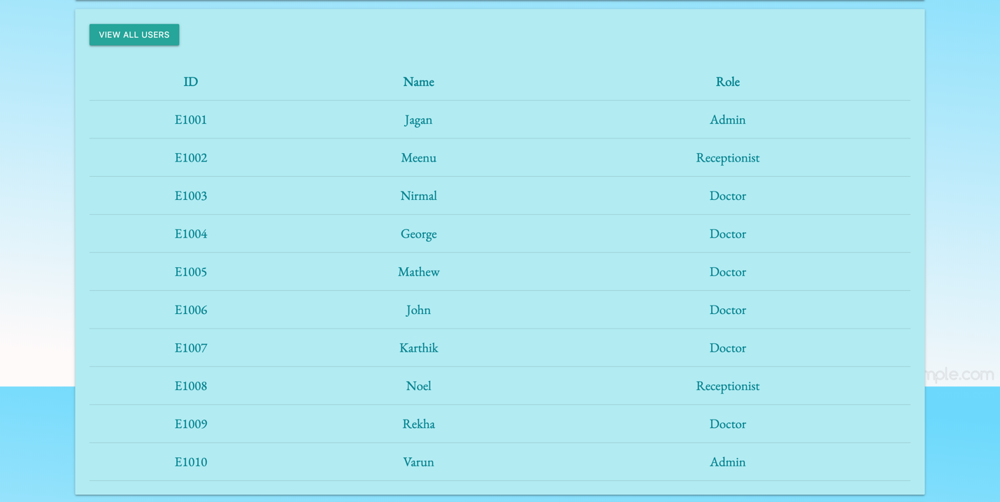 VIEW ALL USERS
ID Name Role
E1001 Jagan Admin
E1002 Meenu Receptionist
E1003 Nirmal Doctor
E1004 George Doctor
E1005 Mathew Doctor
E1006 John Doctor
E1007 Karthik Doctor
E1008 Noel Receptionist
mple.com
E1009 Rekha Doctor
E1010 Varun Admin